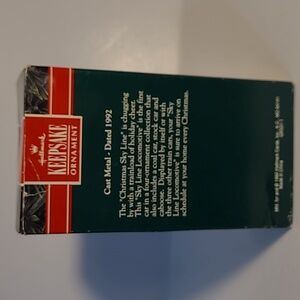 Hallmark
KEEPSAKE
ORNAMENT
Cast Metal - Dated 1992
The "Christmas Sky Line" is chugging
by with a trainload of holiday cheer!
This "Sky Line Locomotive" is the first
car in a four-ornament collection that
also includes a coal car, stock car and
caboose. Displayed by itself or with
the three other train cars, your "Sky
Line Locomotive" is sure to arrive on
schedule at your home every Christmas.
Made in China